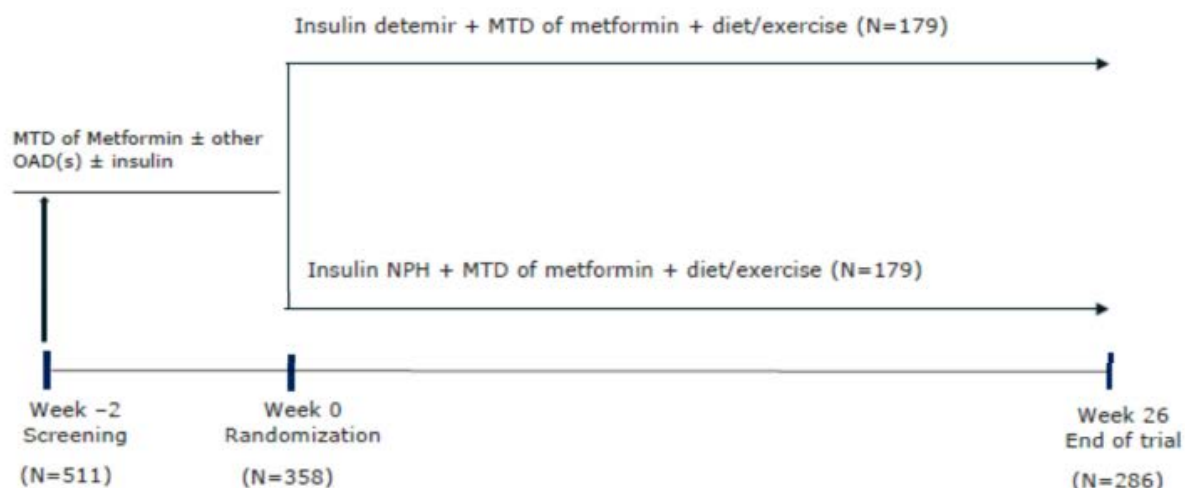 Insulin detemir + MTD of metformin + diet/exercise (N=179)
MTD of Metformin ± other
OAD(s) ± insulin
Insulin NPH + MTD of metformin + diet/exercise (N=179)
Week −2
Screening
(N=511)
Week 0
Randomization
(N=358)
Week 26
End of trial
(N=286)